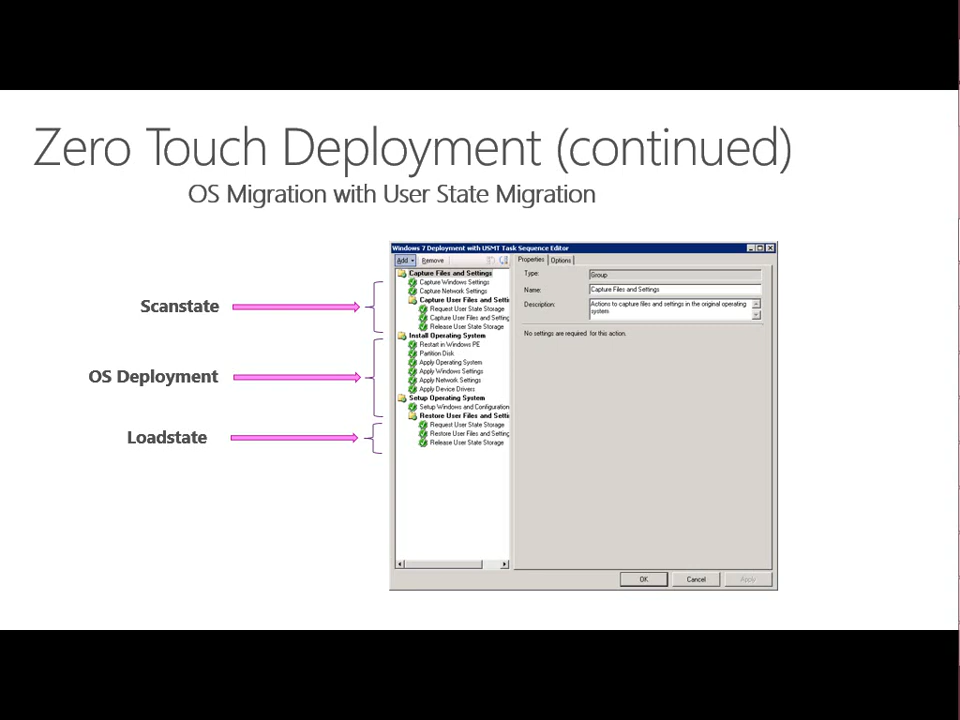 Zero Touch Deployment (continued)
OS Migration with User State Migration
Scanstate
OS Deployment
Loadstate
Windows 7 Deployment with USMT Task Sequence Editor
Add
Remove
Capture Files and Settings
Capture Windows Settings
Capture Network Settings
Capture User Files and Setti
Request User State Storage
Capture User Files and Setting
Release User State Storage
Install Operating System
Restart in Windows PE
Partition Disk
Apply Operating System
Apply Windows Settings
Apply Network Settings
Apply Device Drivers
Setup Operating System
Setup Windows and Configuration
Restore User Files and Setti
Request User State Storage
Restore User Files and Setting
Release User State Storage
Properties
Options
Type:
Group
Name:
Capture Files and Settings
Description:
Actions to capture files and settings in the original operating
system
No settings are required for this action.
OK
Cancel
Apply